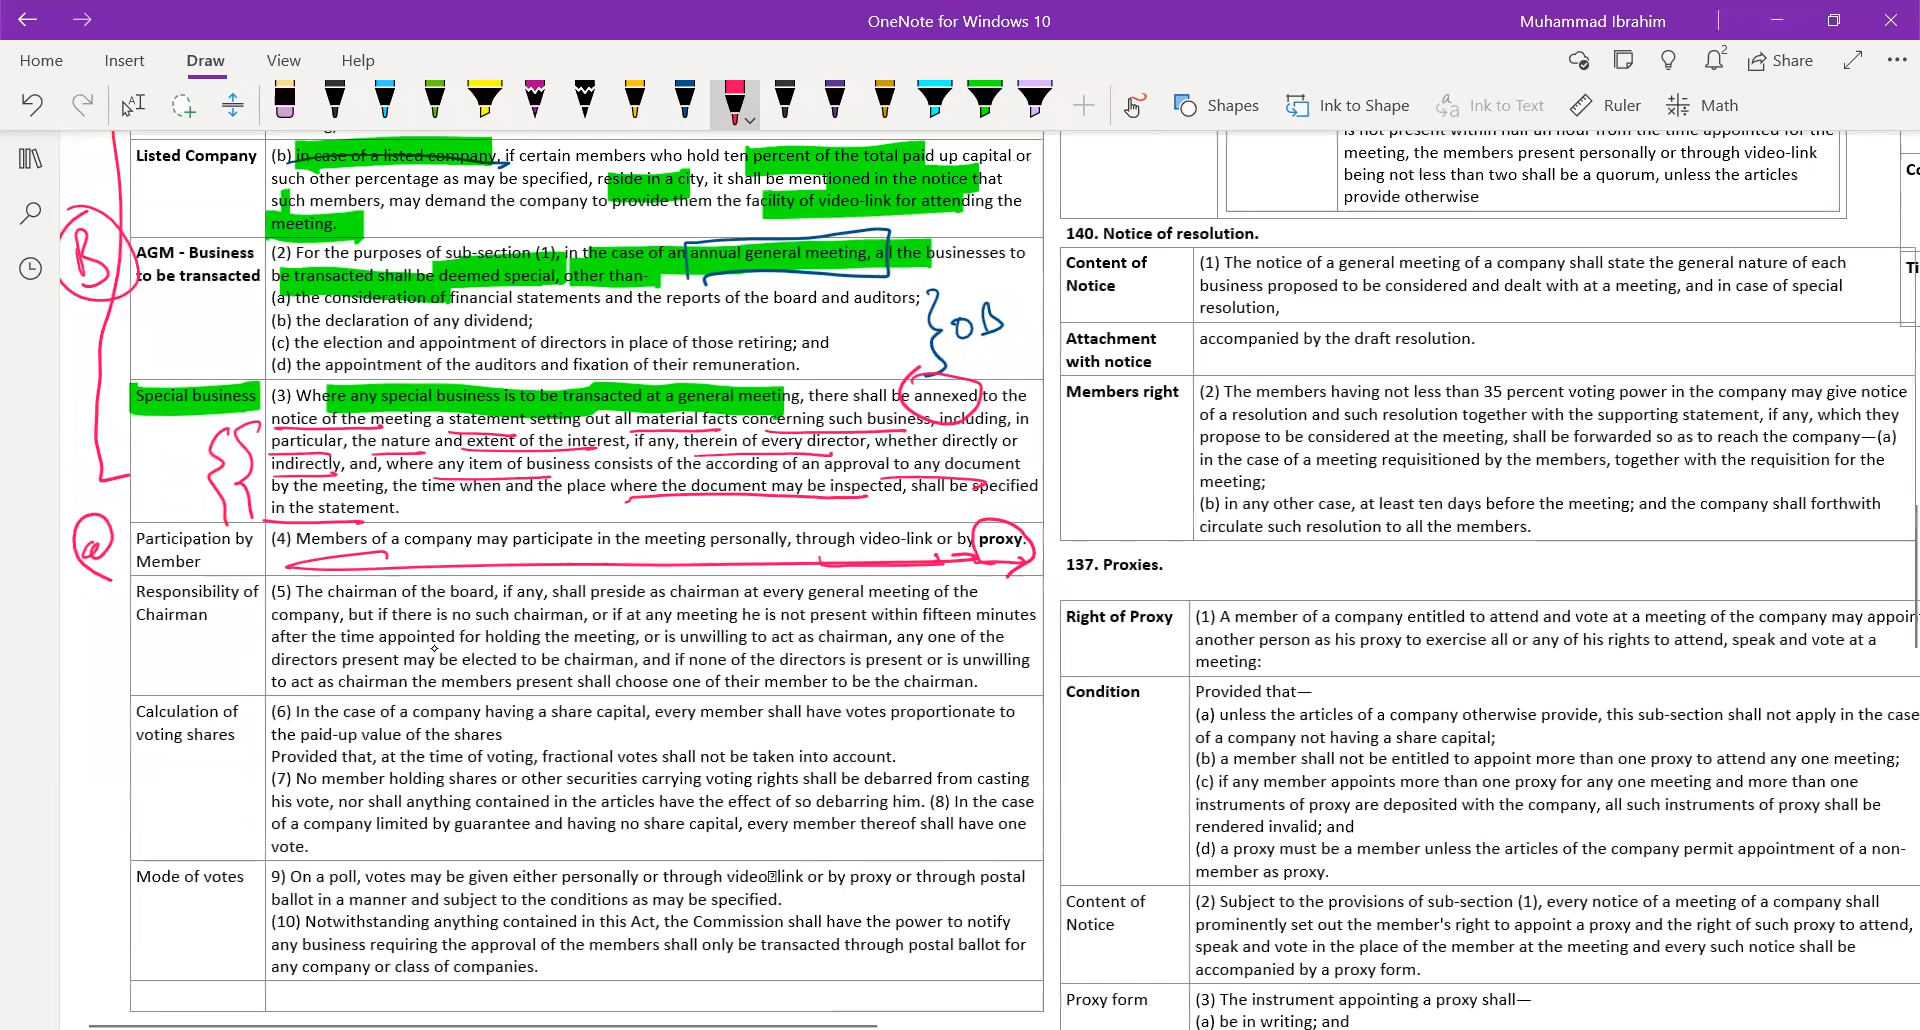 OneNote for Windows 10
Muhammad Ibrahim
Home
Insert
Draw
View
Help
2
Share
Shapes
Ink to Shape
Ink to Text
Ruler
Math
Listed Company
(b) in case of a listed company, if certain members who hold ten percent of the total paid up capital or
such other percentage as may be specified, reside in a city, it shall be mentioned in the notice that
such members, may demand the company to provide them the facility of video-link for attending the
meeting.
B
AGM - Business
to be transacted
(2) For the purposes of sub-section (1), in the case of an annual general meeting, all the businesses to
be transacted shall be deemed special, other than-
(a) the consideration of financial statements and the reports of the board and auditors;
(b) the declaration of any dividend;
(c) the election and appointment of directors in place of those retiring; and
(d) the appointment of the auditors and fixation of their remuneration.
OB
Special business
(3) Where any special business is to be transacted at a general meeting, there shall be annexed to the
notice of the meeting a statement setting out all material facts concerning such business, including, in
particular, the nature and extent of the interest, if any, therein of every director, whether directly or
indirectly, and, where any item of business consists of the according of an approval to any document
by the meeting, the time when and the place where the document may be inspected, shall be specified
in the statement.
Participation by
Member
(4) Members of a company may participate in the meeting personally, through video-link or by proxy.
Responsibility of
Chairman
(5) The chairman of the board, if any, shall preside as chairman at every general meeting of the
company, but if there is no such chairman, or if at any meeting he is not present within fifteen minutes
after the time appointed for holding the meeting, or is unwilling to act as chairman, any one of the
directors present may be elected to be chairman, and if none of the directors is present or is unwilling
to act as chairman the members present shall choose one of their member to be the chairman.
Calculation of
voting shares
(6) In the case of a company having a share capital, every member shall have votes proportionate to
the paid-up value of the shares
Provided that, at the time of voting, fractional votes shall not be taken into account.
(7) No member holding shares or other securities carrying voting rights shall be debarred from casting
his vote, nor shall anything contained in the articles have the effect of so debarring him. (8) In the case
of a company limited by guarantee and having no share capital, every member thereof shall have one
vote.
Mode of votes
9) On a poll, votes may be given either personally or through video⍰link or by proxy or through postal
ballot in a manner and subject to the conditions as may be specified.
(10) Notwithstanding anything contained in this Act, the Commission shall have the power to notify
any business requiring the approval of the members shall only be transacted through postal ballot for
any company or class of companies.
is not present within half an hour from the time appointed for the
meeting, the members present personally or through video-link
being not less than two shall be a quorum, unless the articles
provide otherwise
140. Notice of resolution.
Content of
Notice
(1) The notice of a general meeting of a company shall state the general nature of each
business proposed to be considered and dealt with at a meeting, and in case of special
resolution,
Attachment
with notice
accompanied by the draft resolution.
Members right
(2) The members having not less than 35 percent voting power in the company may give notice
of a resolution and such resolution together with the supporting statement, if any, which they
propose to be considered at the meeting, shall be forwarded so as to reach the company—(a)
in the case of a meeting requisitioned by the members, together with the requisition for the
meeting;
(b) in any other case, at least ten days before the meeting; and the company shall forthwith
circulate such resolution to all the members.
137. Proxies.
Right of Proxy
(1) A member of a company entitled to attend and vote at a meeting of the company may appoin
another person as his proxy to exercise all or any of his rights to attend, speak and vote at a
meeting:
Condition
Provided that—
(a) unless the articles of a company otherwise provide, this sub-section shall not apply in the case
of a company not having a share capital;
(b) a member shall not be entitled to appoint more than one proxy to attend any one meeting;
(c) if any member appoints more than one proxy for any one meeting and more than one
instruments of proxy are deposited with the company, all such instruments of proxy shall be
rendered invalid; and
(d) a proxy must be a member unless the articles of the company permit appointment of a non-
member as proxy.
Content of
Notice
(2) Subject to the provisions of sub-section (1), every notice of a meeting of a company shall
prominently set out the member's right to appoint a proxy and the right of such proxy to attend,
speak and vote in the place of the member at the meeting and every such notice shall be
accompanied by a proxy form.
Proxy form
(3) The instrument appointing a proxy shall—
(a) be in writing; and